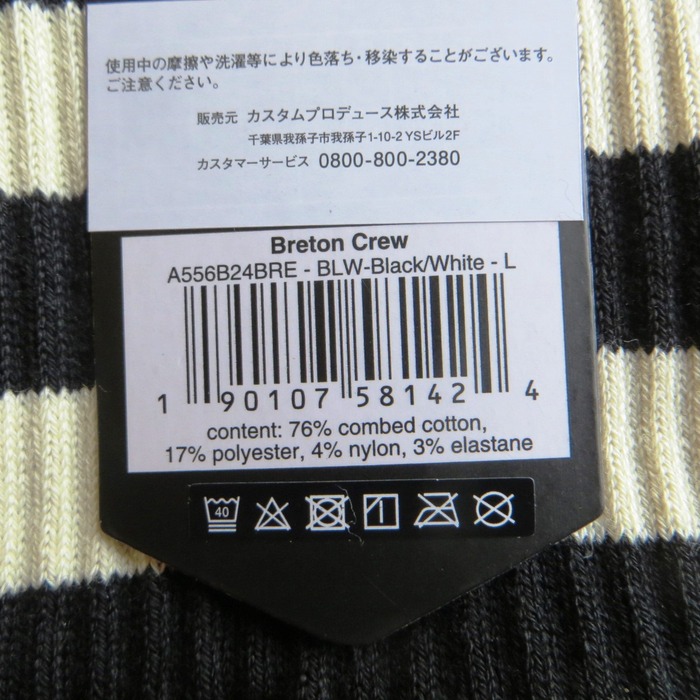 使用中の摩擦や洗濯等により色落ち・移染することがございます。
ご注意ください。
販売元 カスタムプロデュース株式会社
千葉県我孫子市我孫子1-10-2 YSビル2F
カスタマーサービス 0800-800-2380
Breton Crew
A556B24BRE - BLW-Black/White - L
1 90107 58142 4
content: 76% combed cotton,
17% polyester, 4% nylon, 3% elastane
40